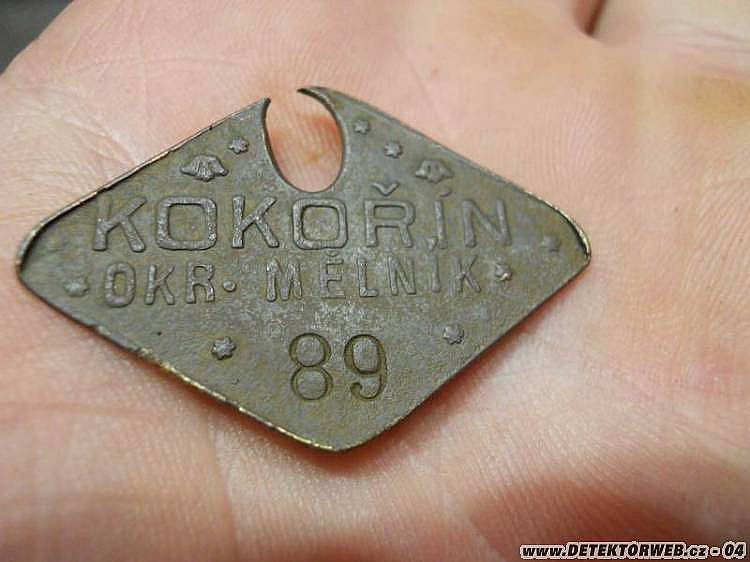 KOKOŘÍN
OKR. MĚLNÍK
89
www.DETEKTORWEB.cz - 04